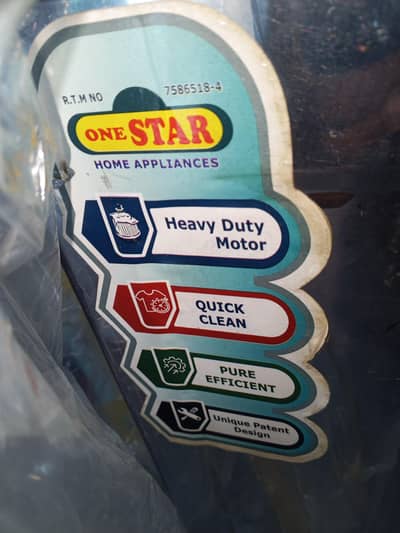 R.T.M NO 7586518-4
ONE STAR
HOME APPLIANCES
Heavy Duty
Motor
QUICK
CLEAN
PURE
EFFICIENT
Unique Patent
Design